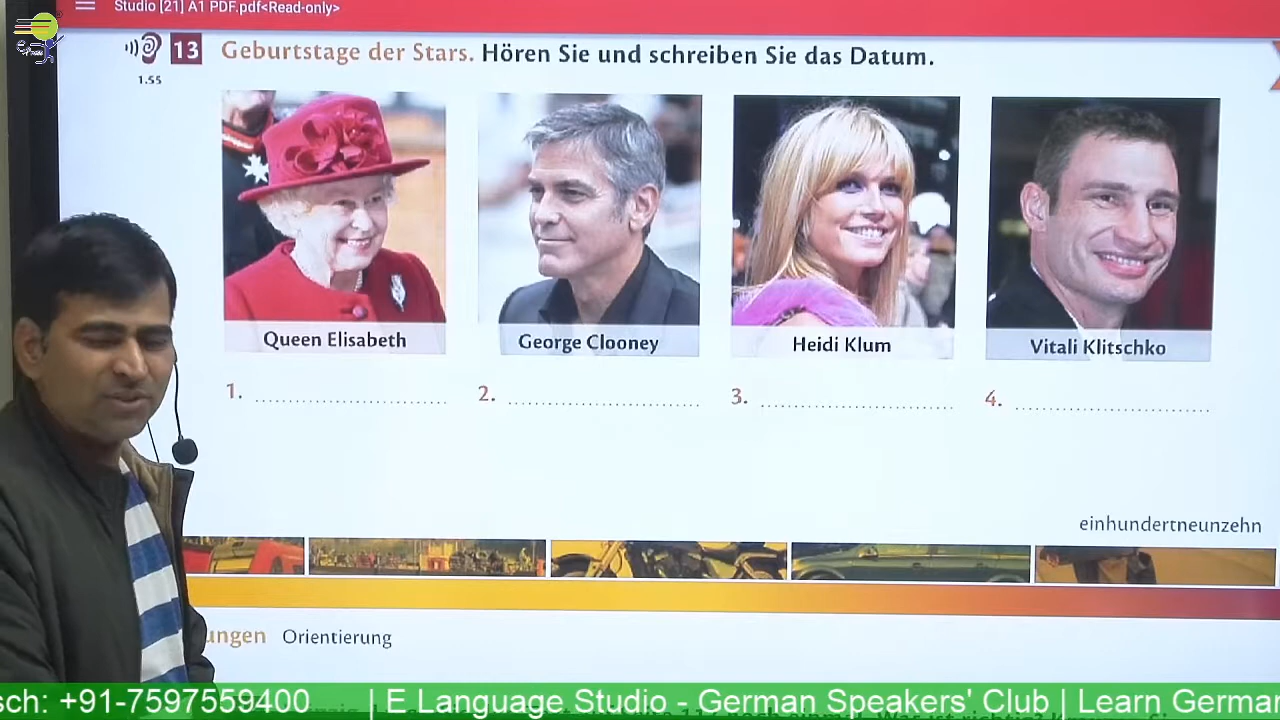 Studio [21] A1 PDF.pdf<Read-only>
13 Geburtstage der Stars. Hören Sie und schreiben Sie das Datum.
1.55
Queen Elisabeth
George Clooney
Heidi Klum
Vitali Klitschko
1.
2.
3.
4.
einhundertneunzehn
ungen Orientierung
sch: +91-7597559400 | E Language Studio - German Speakers' Club | Learn German